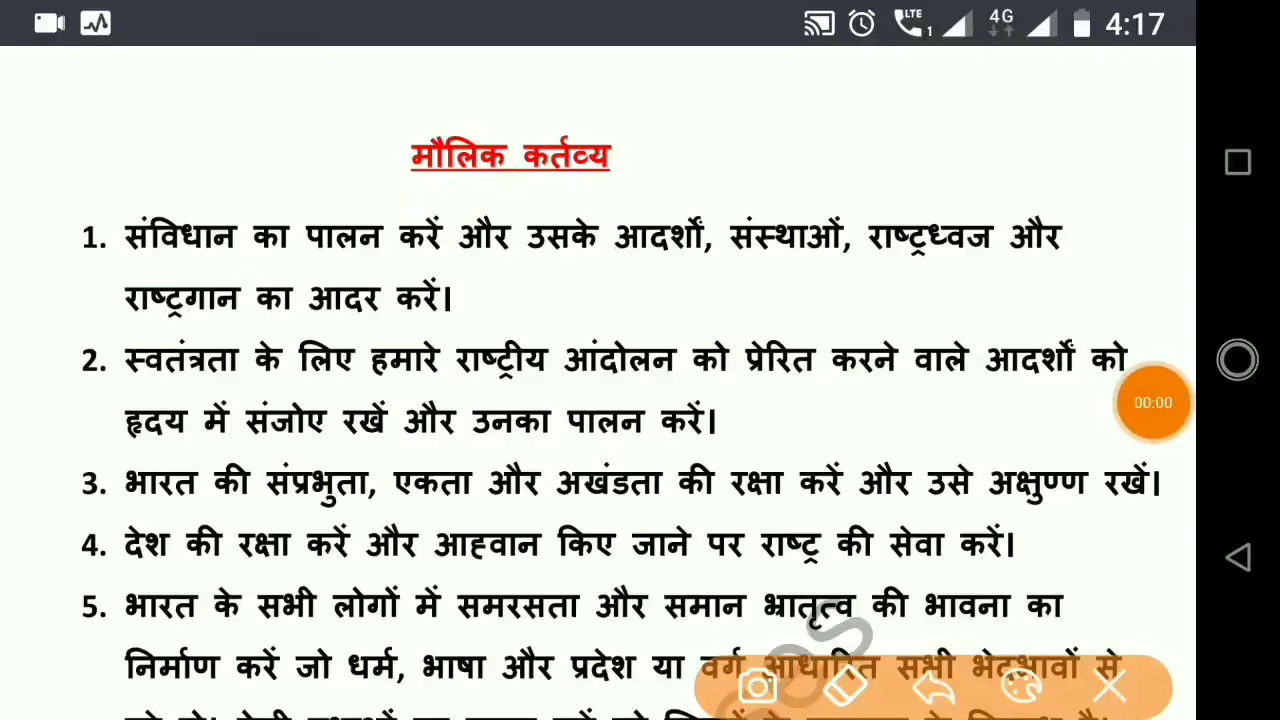 LTE
1
4G
4:17
मौलिक कर्तव्य
1. संविधान का पालन करें और उसके आदर्शों, संस्थाओं, राष्ट्रध्वज और
राष्ट्रगान का आदर करें।
2. स्वतंत्रता के लिए हमारे राष्ट्रीय आंदोलन को प्रेरित करने वाले आदर्शों को
00:00
हृदय में संजोए रखें और उनका पालन करें।
3. भारत की संप्रभुता, एकता और अखंडता की रक्षा करें और उसे अक्षुण्ण रखें।
4. देश की रक्षा करें और आह्वान किए जाने पर राष्ट्र की सेवा करें।
5. भारत के सभी लोगों में समरसता और समान भ्रातृत्व की भावना का
निर्माण करें जो धर्म, भाषा और प्रदेश या वर्ग आधारित सभी भेदभावों से